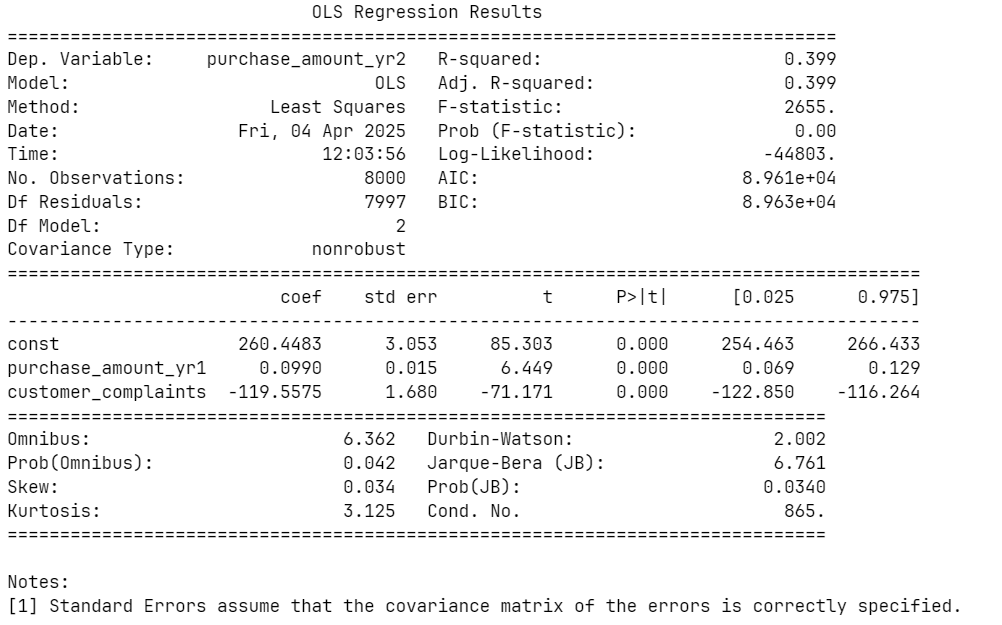 OLS Regression Results
==============================================================================
Dep. Variable:     purchase_amount_yr2   R-squared:                       0.399
Model:                             OLS   Adj. R-squared:                  0.399
Method:                  Least Squares   F-statistic:                     2655.
Date:                 Fri, 04 Apr 2025   Prob (F-statistic):               0.00
Time:                         12:03:56   Log-Likelihood:                -44803.
No. Observations:                 8000   AIC:                         8.961e+04
Df Residuals:                     7997   BIC:                         8.963e+04
Df Model:                            2
Covariance Type:             nonrobust
=======================================================================================
                          coef    std err          t      P>|t|      [0.025      0.975]
---------------------------------------------------------------------------------------
const                 260.4483      3.053     85.303      0.000     254.463     266.433
purchase_amount_yr1     0.0990      0.015      6.449      0.000       0.069       0.129
customer_complaints  -119.5575      1.680    -71.171      0.000    -122.850    -116.264
==============================================================================
Omnibus:                        6.362   Durbin-Watson:                   2.002
Prob(Omnibus):                  0.042   Jarque-Bera (JB):                6.761
Skew:                           0.034   Prob(JB):                       0.0340
Kurtosis:                       3.125   Cond. No.                         865.
==============================================================================
Notes:
[1] Standard Errors assume that the covariance matrix of the errors is correctly specified.